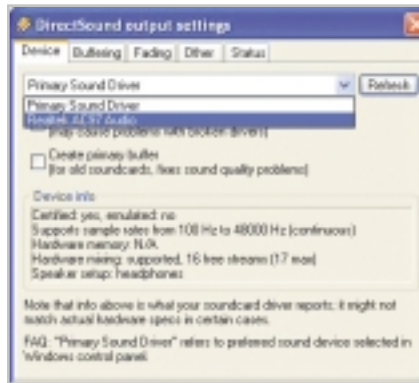 DirectSound output settings
Device Buffering Fading Other Status
Primary Sound Driver Refresh
Primary Sound Driver
Realtek AC97 Audio
(may cause problems with broken drivers)
Create primary buffer
(for old soundcards, fixes sound quality problems)
Device info
Certified: yes, emulated: no
Supports sample rates from 100 Hz to 48000 Hz (continuous)
Hardware memory: N/A
Hardware mixing: supported, 16 free streams (17 max)
Speaker setup: headphones
Note that info above is what your soundcard driver reports; it might not
match actual hardware specs in certain cases.
FAQ: "Primary Sound Driver" refers to preferred sound device selected in
Windows control panel.